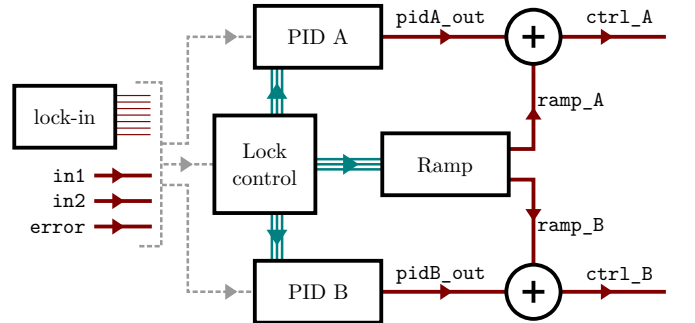 PID A
pidA_out
+
ctrl_A
lock-in
ramp_A
Lock
control
Ramp
in1
in2
error
ramp_B
PID B
pidB_out
+
ctrl_B